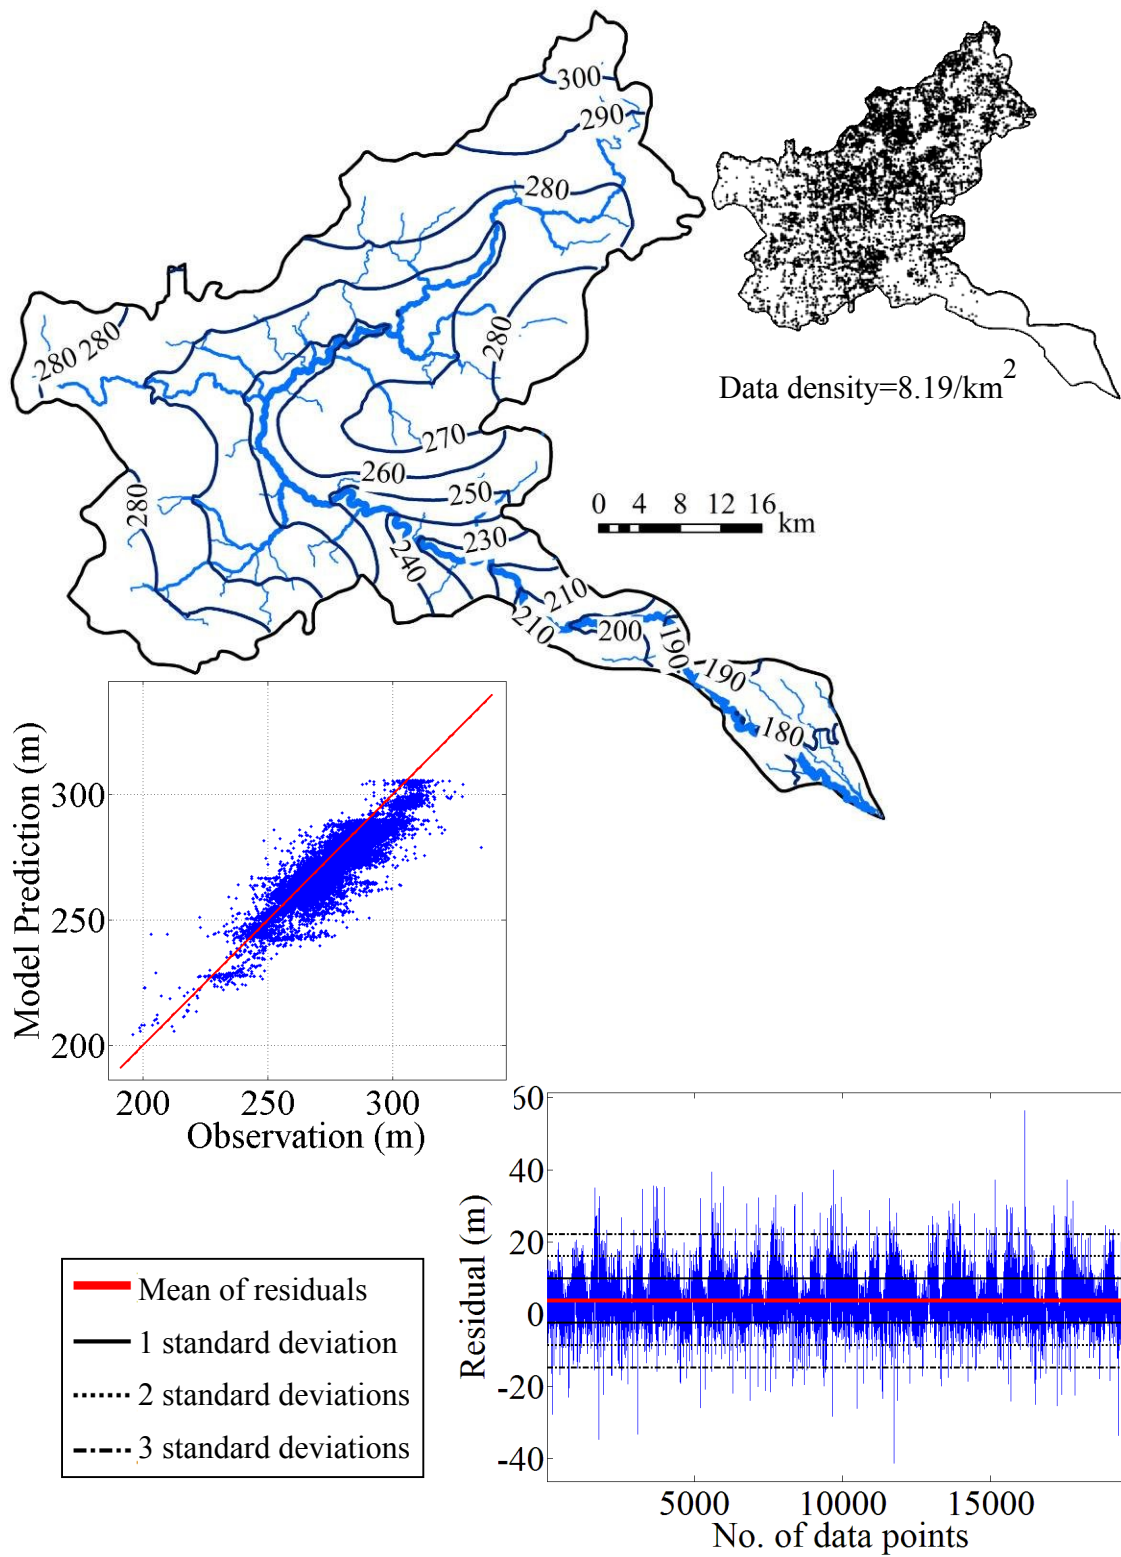 300
290
280
280
280
280
270
260
250
280
240
230
210
210
200
190
190
180
Data density=8.19/km2
0 4 8 12 16 km
Model Prediction (m)
300
250
200
200 250 300
Observation (m)
Mean of residuals
1 standard deviation
2 standard deviations
3 standard deviations
Residual (m)
60
40
20
0
-20
-40
5000 10000 15000
No. of data points